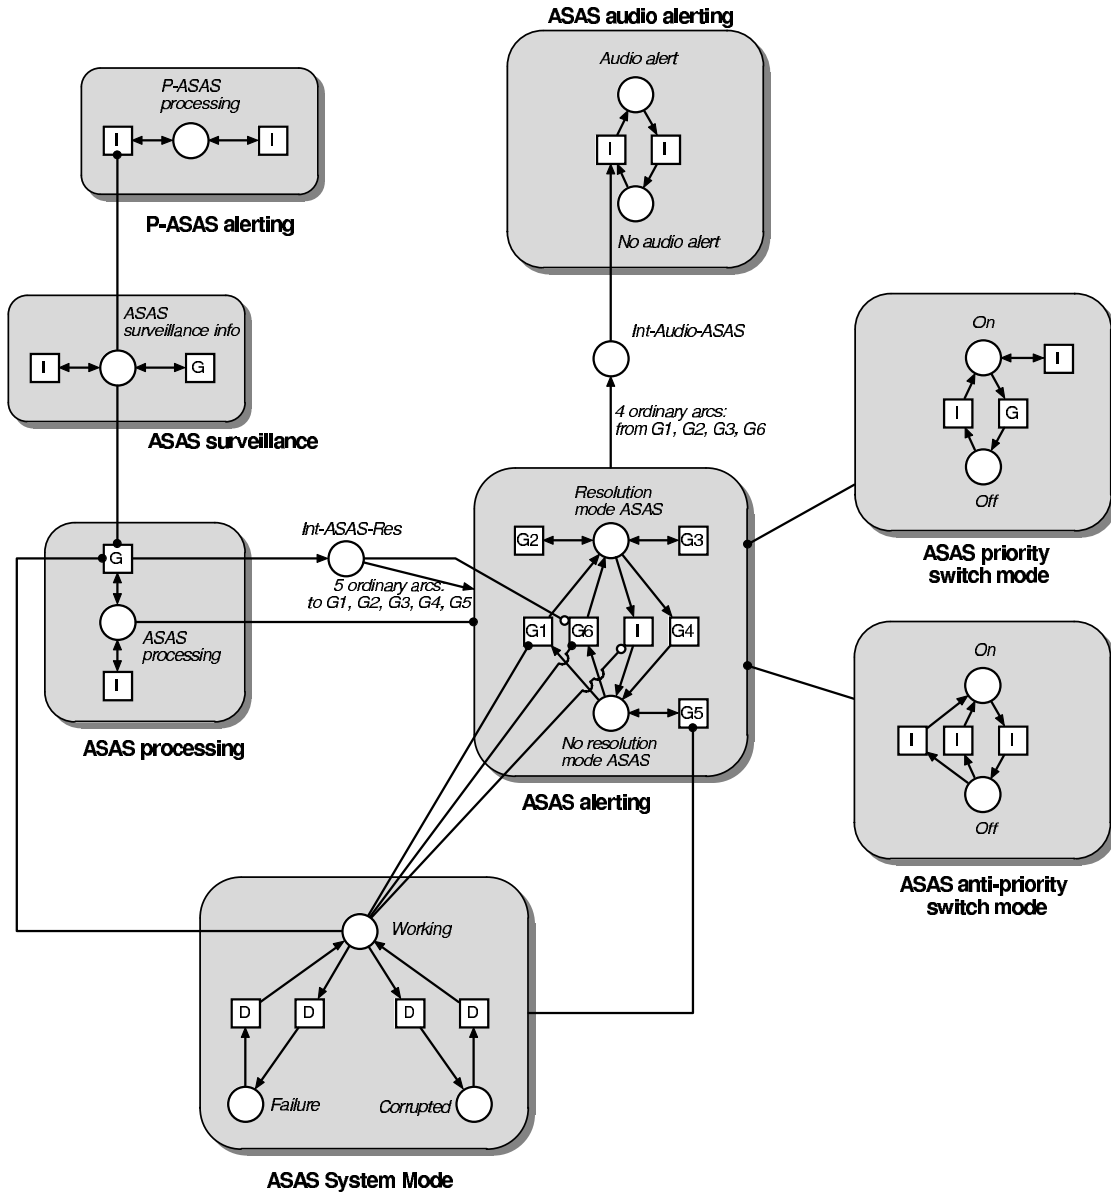 ASAS audio alerting
Audio alert
I
I
No audio alert
P-ASAS
processing
I
I
P-ASAS alerting
ASAS
surveillance info
I
G
ASAS surveillance
Int-Audio-ASAS
4 ordinary arcs:
from G1, G2, G3, G6
On
I
I
G
Off
ASAS priority
switch mode
Int-ASAS-Res
5 ordinary arcs:
to G1, G2, G3, G4, G5
G
ASAS
processing
I
ASAS processing
Resolution
mode ASAS
G2
G3
G1
G6
I
G4
G5
No resolution
mode ASAS
ASAS alerting
On
I
I
I
Off
ASAS anti-priority
switch mode
Working
D
D
D
D
Failure
Corrupted
ASAS System Mode